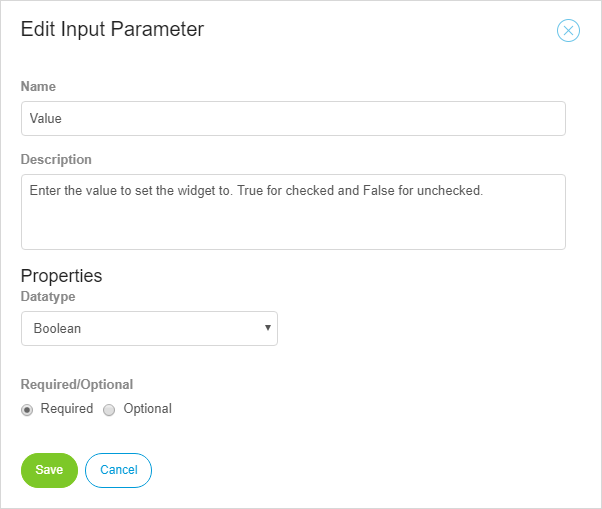 Edit Input Parameter
Name
Value
Description
Enter the value to set the widget to. True for checked and False for unchecked.
Properties
Datatype
Boolean
Required/Optional
Required Optional
Save Cancel